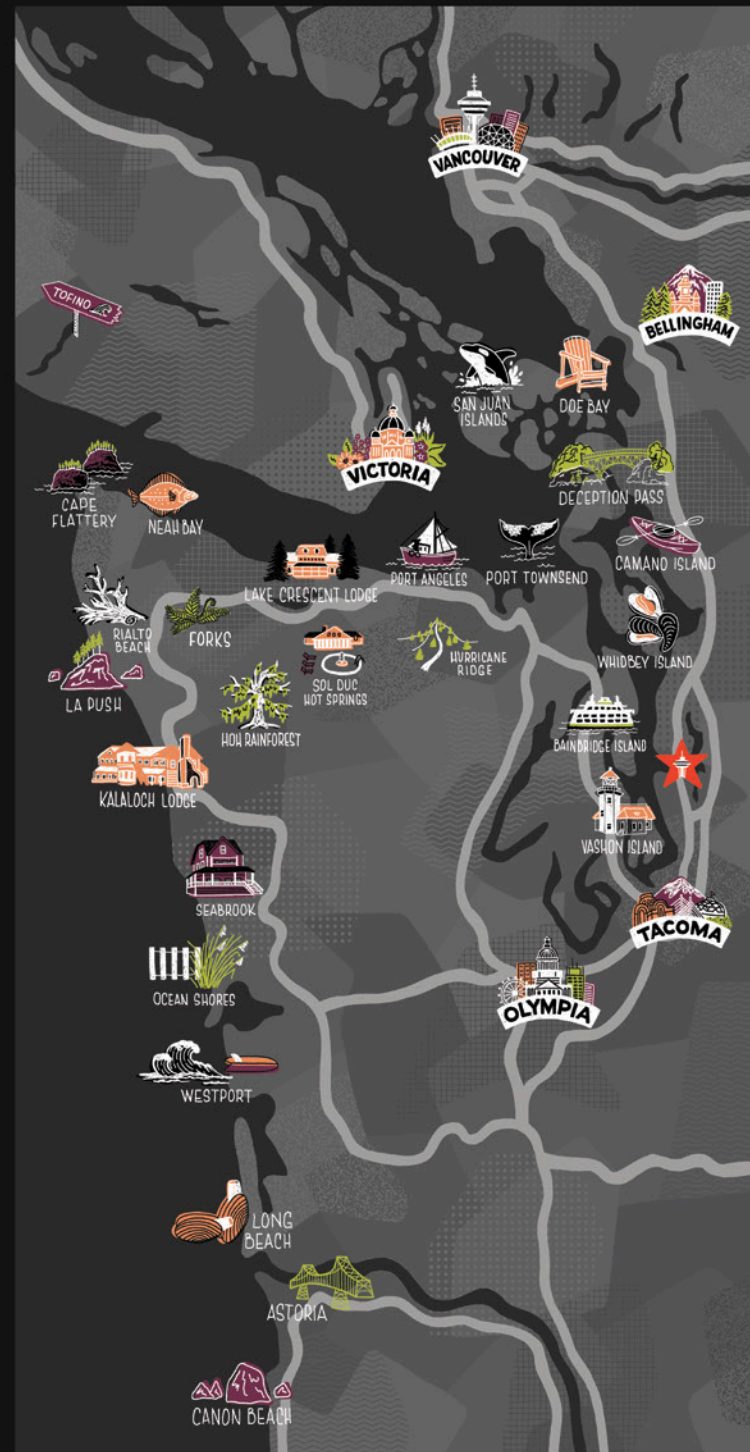 VANCOUVER
TOFINO
BELLINGHAM
SAN JUAN
ISLANDS
DOE BAY
VICTORIA
DECEPTION PASS
CAPE
FLATTERY
NEAH BAY
PORT ANGELES
PORT TOWNSEND
CAMANO ISLAND
LAKE CRESCENT LODGE
RIALTO
BEACH
FORKS
HURRICANE
RIDGE
WHIDBEY ISLAND
SOL DUC
HOT SPRINGS
LA PUSH
HOH RAINFOREST
BAINBRIDGE ISLAND
KALALOCH LODGE
VASHON ISLAND
SEABROOK
TACOMA
OCEAN SHORES
OLYMPIA
WESTPORT
LONG
BEACH
ASTORIA
CANON BEACH